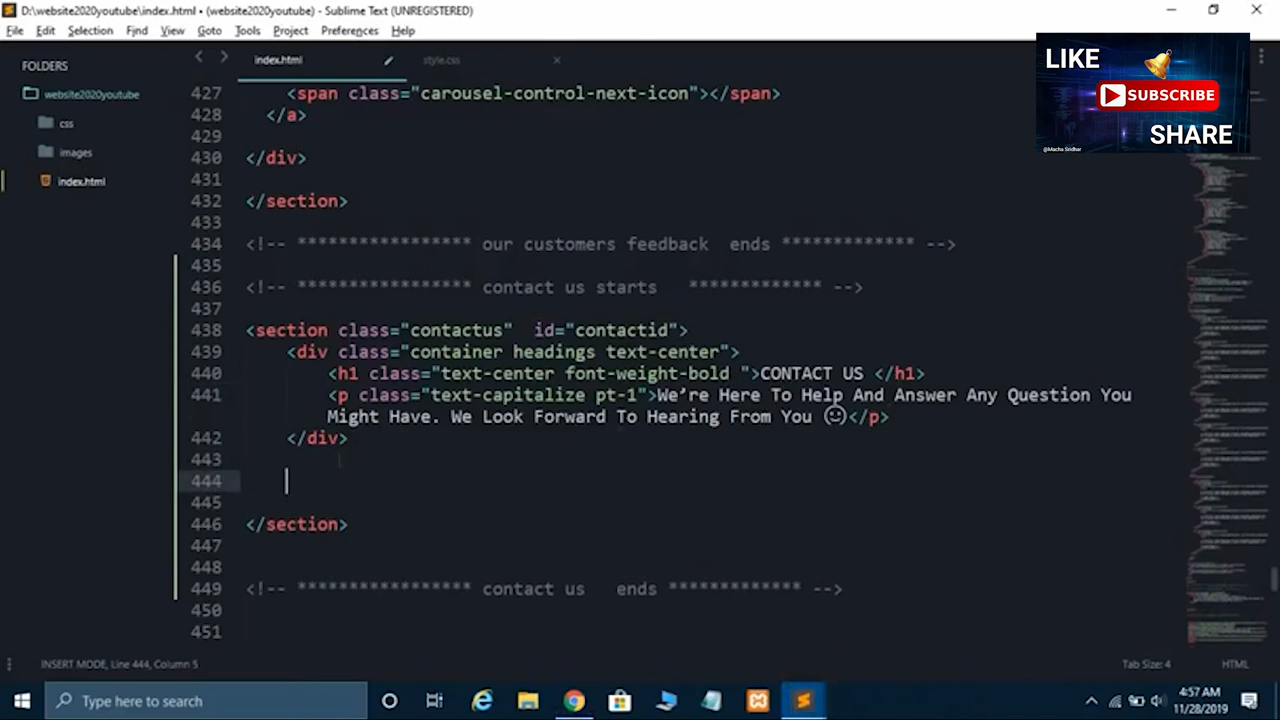 D:\website2020youtube\index.html • (website2020youtube) - Sublime Text (UNREGISTERED)
File Edit Selection Find View Goto Tools Project Preferences Help
FOLDERS
website2020youtube
css
images
index.html
index.html
style.css
LIKE
SUBSCRIBE
SHARE
@Macha Sridhar
427 <span class="carousel-control-next-icon"></span>
428 </a>
429
430 </div>
431
432 </section>
433
434 <!-- ***************** our customers feedback  ends ************* -->
435
436 <!-- ***************** contact us starts   ************* -->
437
438 <section class="contactus"  id="contactid">
439 <div class="container headings text-center">
440 <h1 class="text-center font-weight-bold ">CONTACT US </h1>
441 <p class="text-capitalize pt-1">We’re Here To Help And Answer Any Question You
Might Have. We Look Forward To Hearing From You 🙂</p>
442 </div>
443
444
445
446 </section>
447
448
449 <!-- ***************** contact us   ends ************* -->
450
451
INSERT MODE, Line 444, Column 5
Tab Size: 4
HTML
Type here to search
4:57 AM
11/28/2019